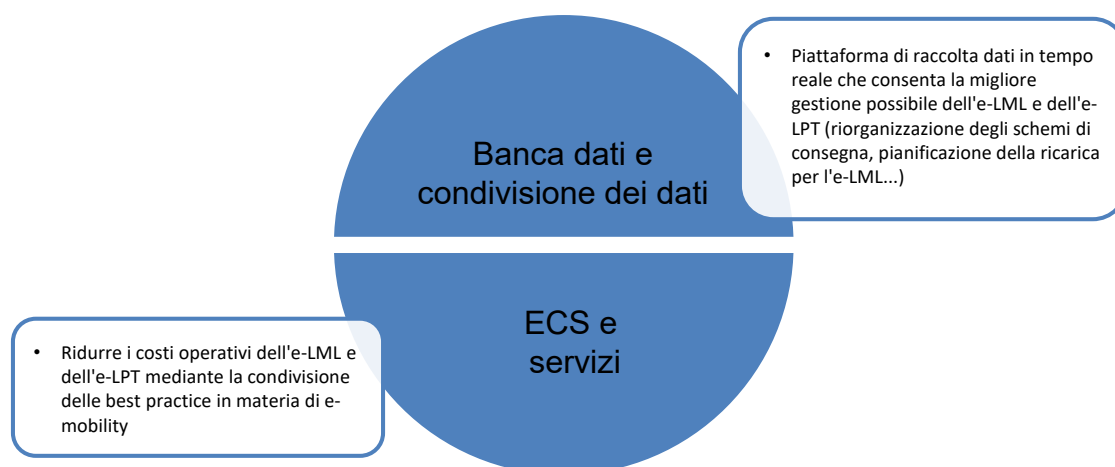 • Piattaforma di raccolta dati in tempo
reale che consenta la migliore
gestione possibile dell'e-LML e dell'e-
LPT (riorganizzazione degli schemi di
consegna, pianificazione della ricarica
per l'e-LML...)
Banca dati e
condivisione dei dati
ECS e
servizi
• Ridurre i costi operativi dell'e-LML e
dell'e-LPT mediante la condivisione
delle best practice in materia di e-
mobility